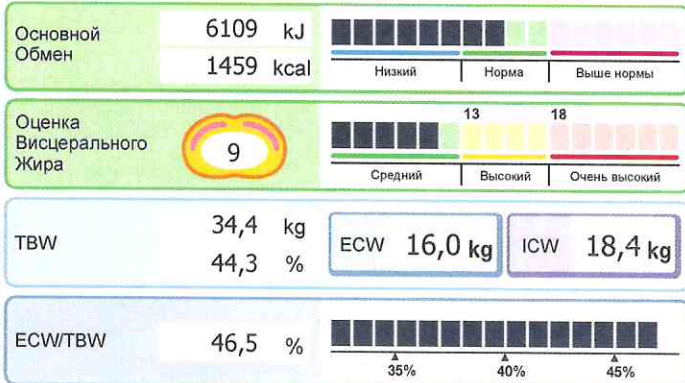 Основной
Обмен
6109 kJ
1459 kcal
Низкий Норма Выше нормы
Оценка
Висцерального
Жира
9
13 18
Средний Высокий Очень высокий
TBW
34,4 kg
44,3 %
ECW 16,0 kg
ICW 18,4 kg
ECW/TBW
46,5 %
35% 40% 45%